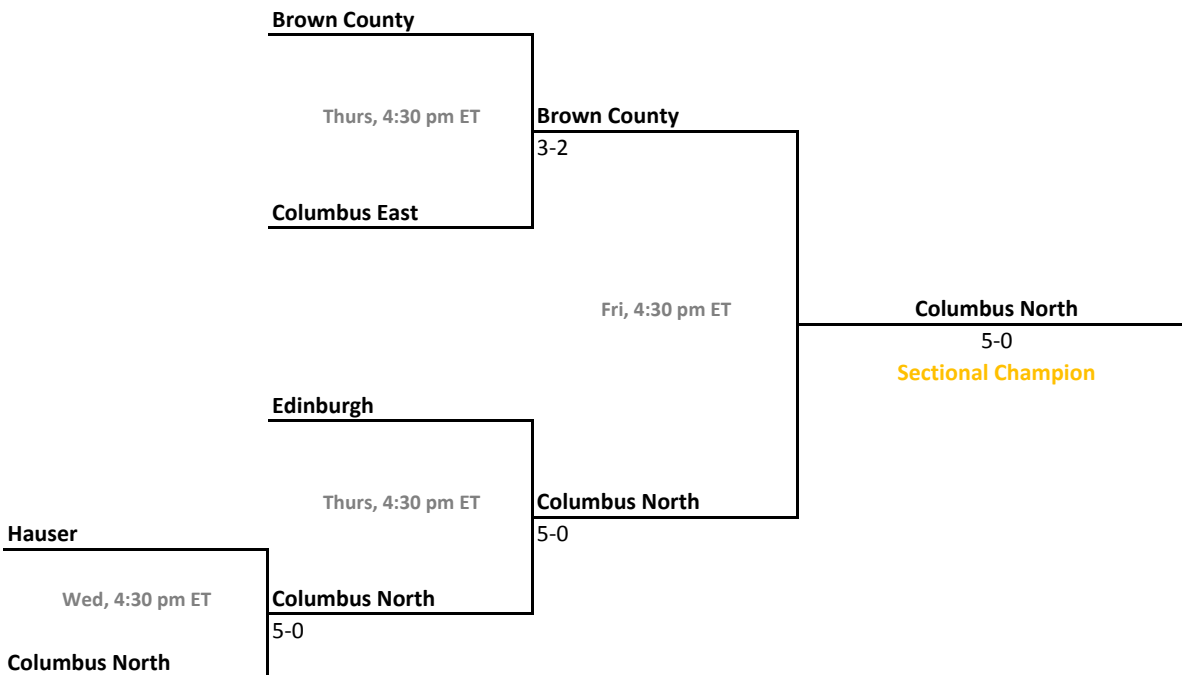 Brown County
Thurs, 4:30 pm ET
Brown County
3-2
Columbus East
Fri, 4:30 pm ET
Columbus North
5-0
Sectional Champion
Edinburgh
Thurs, 4:30 pm ET
Columbus North
5-0
Hauser
Wed, 4:30 pm ET
Columbus North
5-0
Columbus North